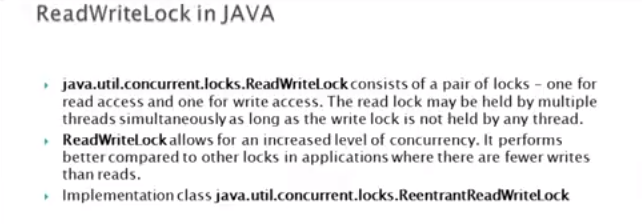 ReadWriteLock in JAVA
java.util.concurrent.locks.ReadWriteLock consists of a pair of locks – one for
read access and one for write access. The read lock may be held by multiple
threads simultaneously as long as the write lock is not held by any thread.
ReadWriteLock allows for an increased level of concurrency. It performs
better compared to other locks in applications where there are fewer writes
than reads.
Implementation class java.util.concurrent.locks.ReentrantReadWriteLock